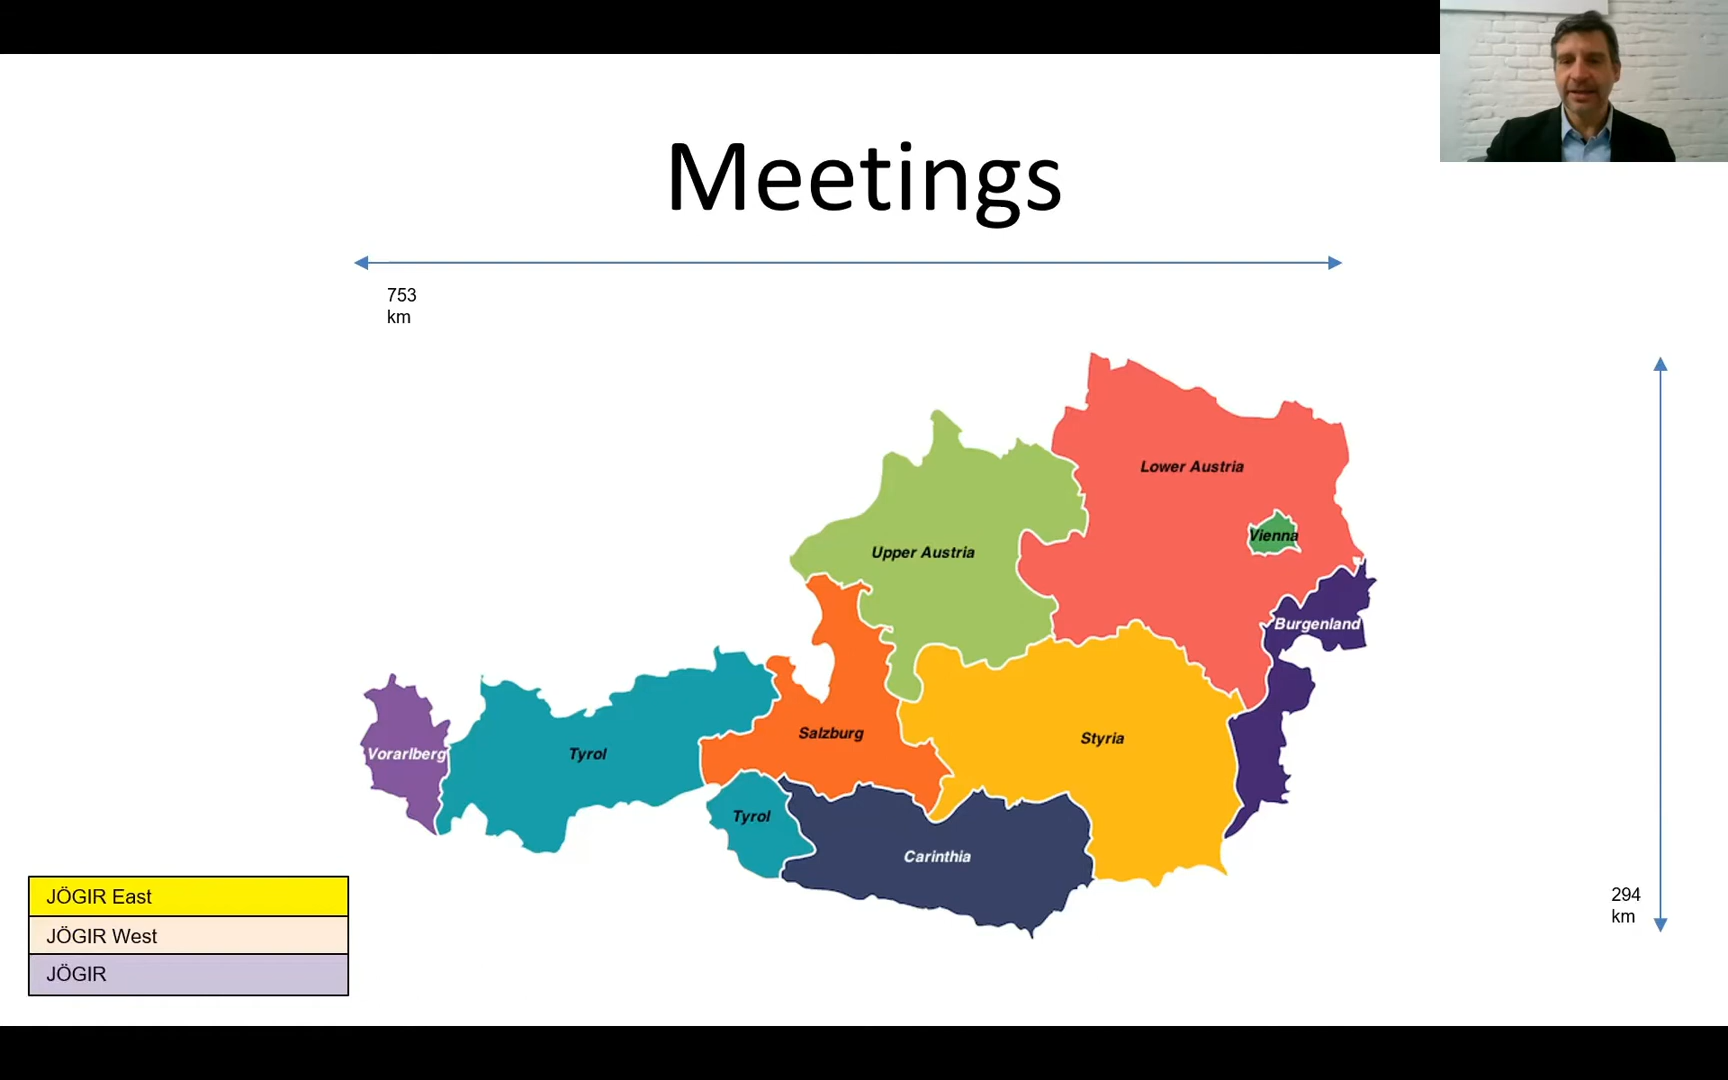 Meetings
753
km
Lower Austria
Upper Austria
Vienna
Burgenland
Salzburg
Styria
Vorarlberg
Tyrol
Tyrol
Carinthia
JÖGIR East
JÖGIR West
JÖGIR
294
km